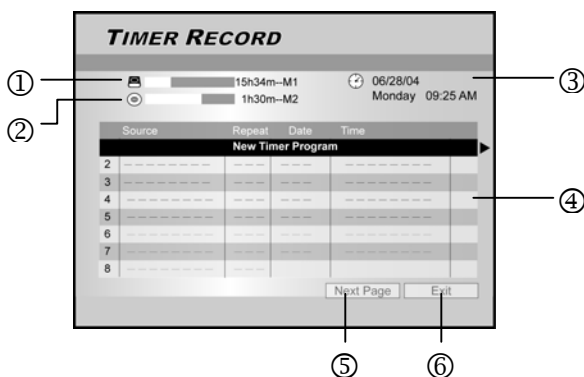 TIMER RECORD
① 15h34m--M1 06/28/04 ③
② 1h30m--M2 Monday 09:25 AM
Source Repeat Date Time
New Timer Program
2 --------- --- ---- ---------
3 --------- --- ---- ---------
4 --------- --- ---- --------- ④
5 --------- --- ---- ---------
6 --------- --- ---- ---------
7 --------- --- ---- ---------
8
Next Page Exit
⑤ ⑥